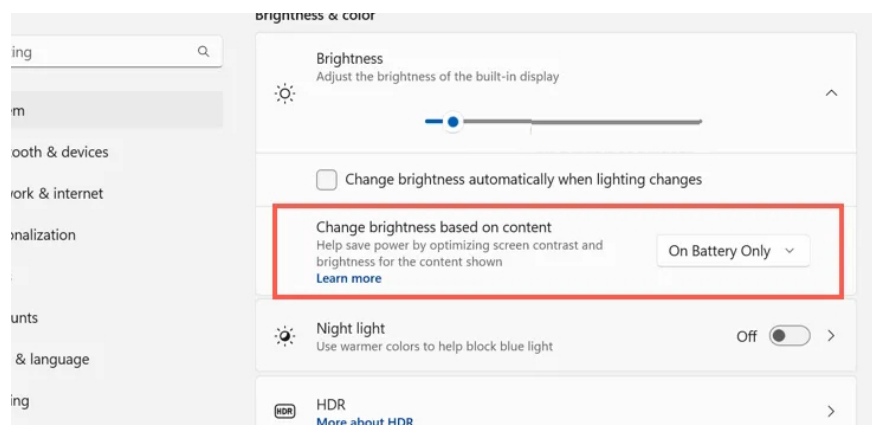 Brightness & color
ing
Brightness
Adjust the brightness of the built-in display
em
ooth & devices
Change brightness automatically when lighting changes
ork & internet
Change brightness based on content
onalization
Help save power by optimizing screen contrast and
brightness for the content shown
On Battery Only
Learn more
unts
Night light
Use warmer colors to help block blue light
Off
& language
ing
HDR
HDR
More about HDR